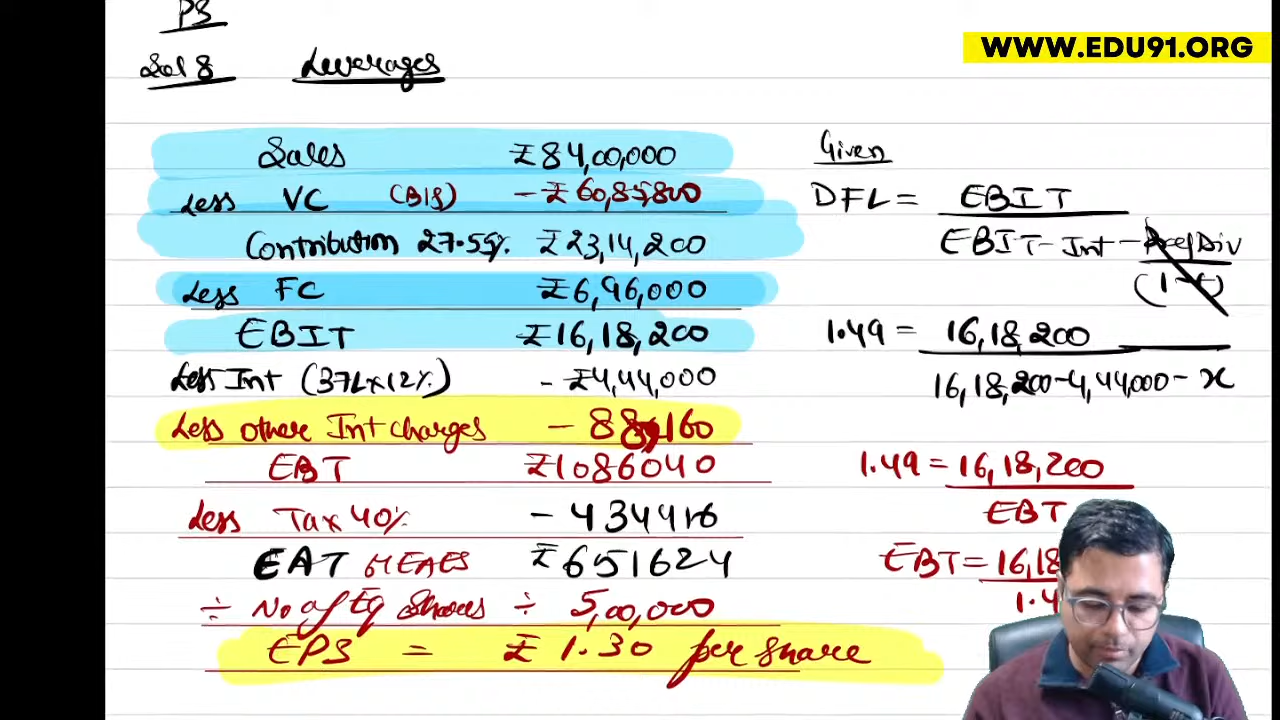 PS
WWW.EDU91.ORG
Sol 8 Leverages
Sales ₹84,00,000
Less VC (B/S) - ₹60,85,800
Contribution 27.55% ₹23,14,200
Less FC ₹6,96,000
EBIT ₹16,18,200
Less Int (37L×12%) - ₹4,44,000
Less other Int charges - 88,160
EBT ₹1086040
Less Tax 40% - 434416
EAT MEAES ₹651624
÷ No of Eq Shares ÷ 5,00,000
EPS = ₹1.30 per share
Given
DFL = EBIT
EBIT - Int - Pref Div
(1-t)
1.49 = 16,18,200
16,18,200-4,44,000-x
1.49 = 16,18,200
EBT
EBT = 16,18
1.4